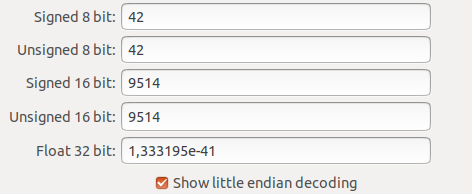 Signed 8 bit: 42
Unsigned 8 bit: 42
Signed 16 bit: 9514
Unsigned 16 bit: 9514
Float 32 bit: 1,333195e-41
Show little endian decoding